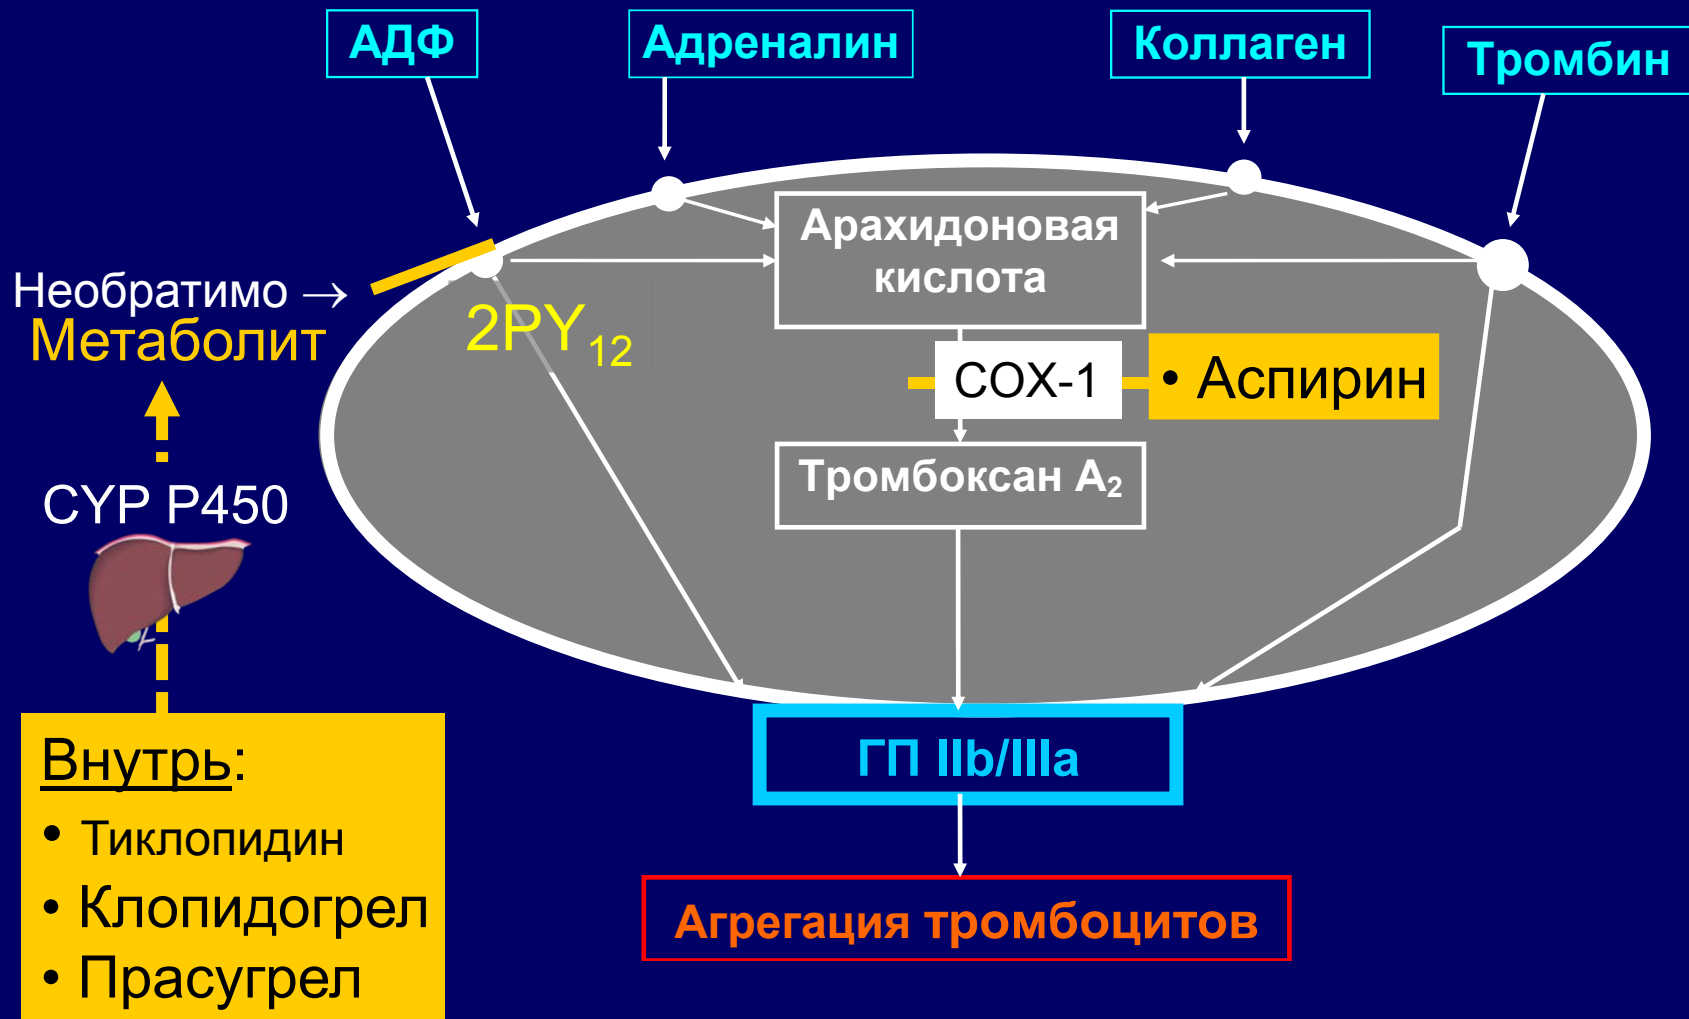 АДФ
Адреналин
Коллаген
Тромбин
Арахидоновая
кислота
Необратимо →
Метаболит
2PY₁₂
COX-1
• Аспирин
Тромбоксан А₂
CYP P450
ГП IIb/IIIa
Внутрь:
• Тиклопидин
• Клопидогрел
• Прасугрел
Агрегация тромбоцитов